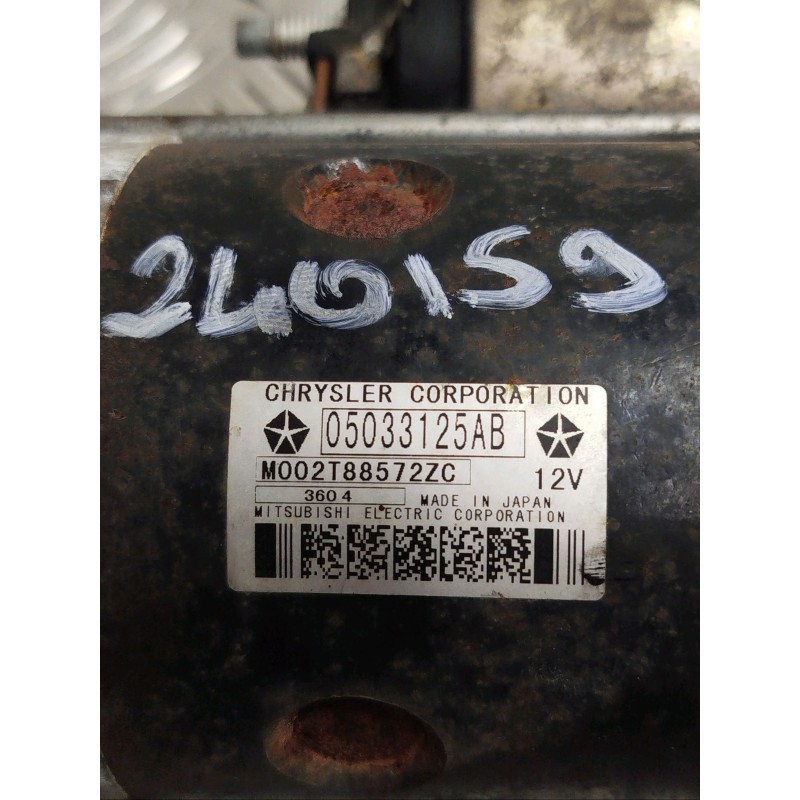 240159
CHRYSLER CORPORATION
05033125AB
M002T88572ZC 12V
3604 MADE IN JAPAN
MITSUBISHI ELECTRIC CORPORATION